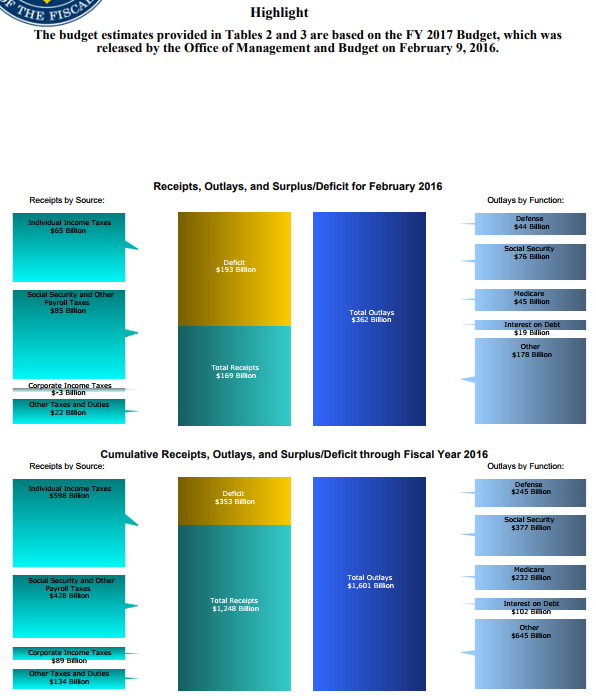 THE FISCA
Highlight
The budget estimates provided in Tables 2 and 3 are based on the FY 2017 Budget, which was
released by the Office of Management and Budget on February 9, 2016.
Receipts, Outlays, and Surplus/Deficit for February 2016
Receipts by Source:
Outlays by Function:
Individual Income Taxes
$65 Billion
Social Security and Other
Payroll Taxes
$85 Billion
Corporate Income Taxes
$-3 Billion
Other Taxes and Duties
$22 Billion
Deficit
$193 Billion
Total Receipts
$169 Billion
Total Outlays
$362 Billion
Defense
$44 Billion
Social Security
$76 Billion
Medicare
$45 Billion
Interest on Debt
$19 Billion
Other
$178 Billion
Cumulative Receipts, Outlays, and Surplus/Deficit through Fiscal Year 2016
Receipts by Source:
Outlays by Function:
Individual Income Taxes
$598 Billion
Social Security and Other
Payroll Taxes
$428 Billion
Corporate Income Taxes
$89 Billion
Other Taxes and Duties
$134 Billion
Deficit
$353 Billion
Total Receipts
$1,248 Billion
Total Outlays
$1,601 Billion
Defense
$245 Billion
Social Security
$377 Billion
Medicare
$232 Billion
Interest on Debt
$102 Billion
Other
$645 Billion